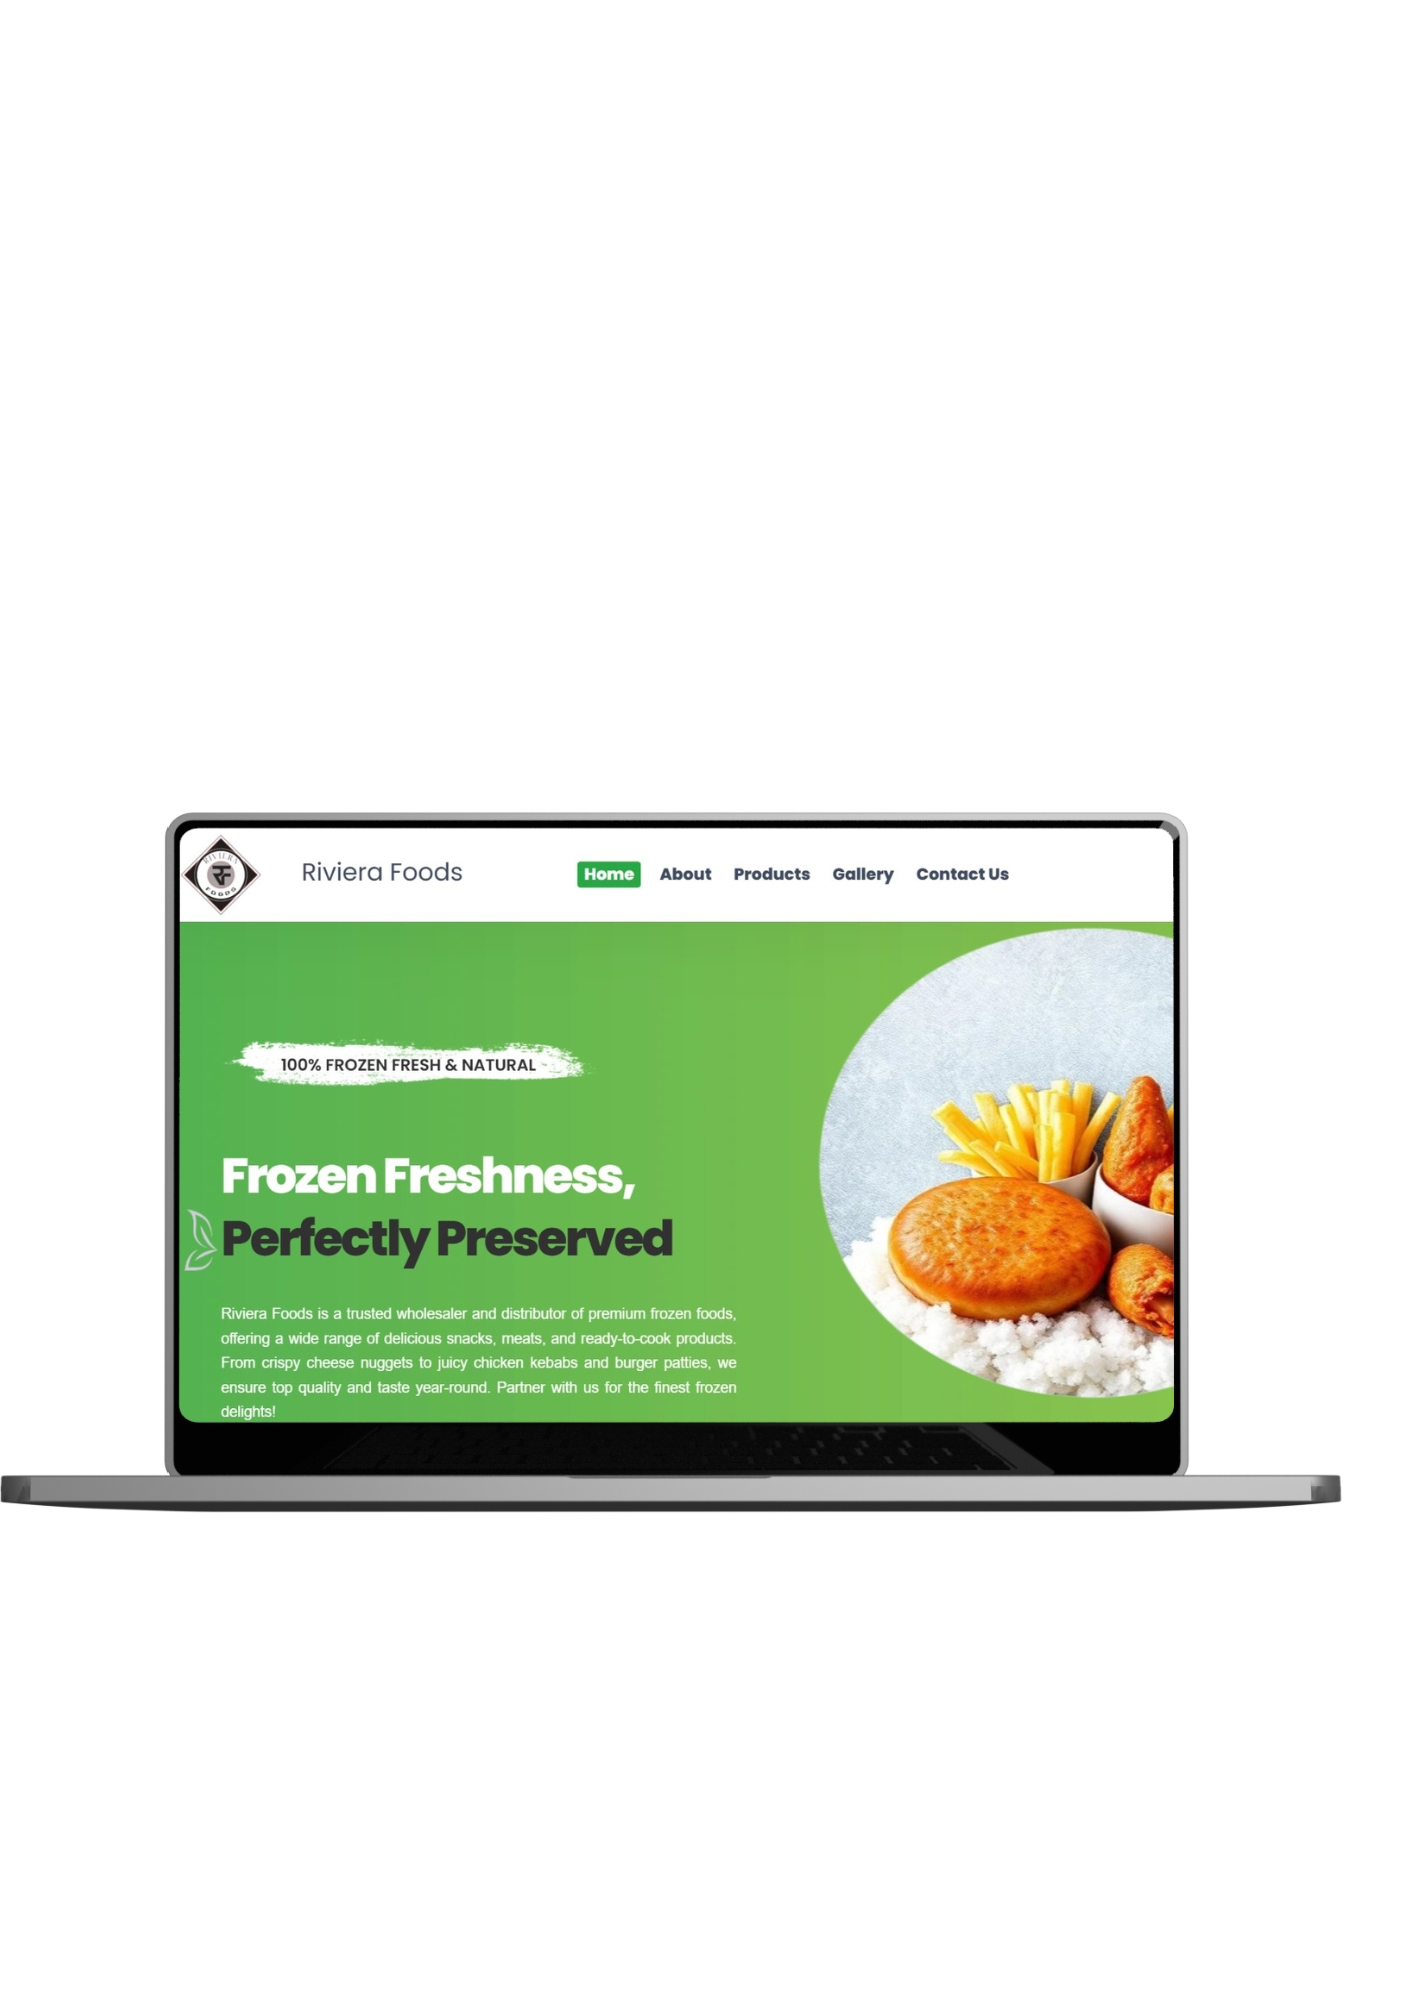 RIVIERA
RF
FOODS
Riviera Foods
Home About Products Gallery Contact Us
100% FROZEN FRESH & NATURAL
Frozen Freshness,
Perfectly Preserved
Riviera Foods is a trusted wholesaler and distributor of premium frozen foods,
offering a wide range of delicious snacks, meats, and ready-to-cook products.
From crispy cheese nuggets to juicy chicken kebabs and burger patties, we
ensure top quality and taste year-round. Partner with us for the finest frozen
delights!